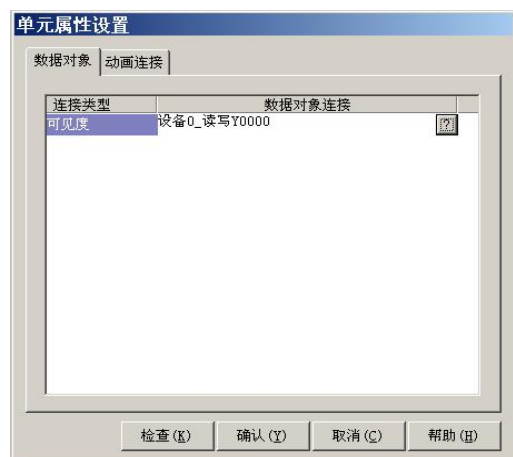 单元属性设置
数据对象 动画连接
连接类型 数据对象连接
可见度 设备0_读写Y0000 ?
检查(K) 确认(Y) 取消(C) 帮助(H)